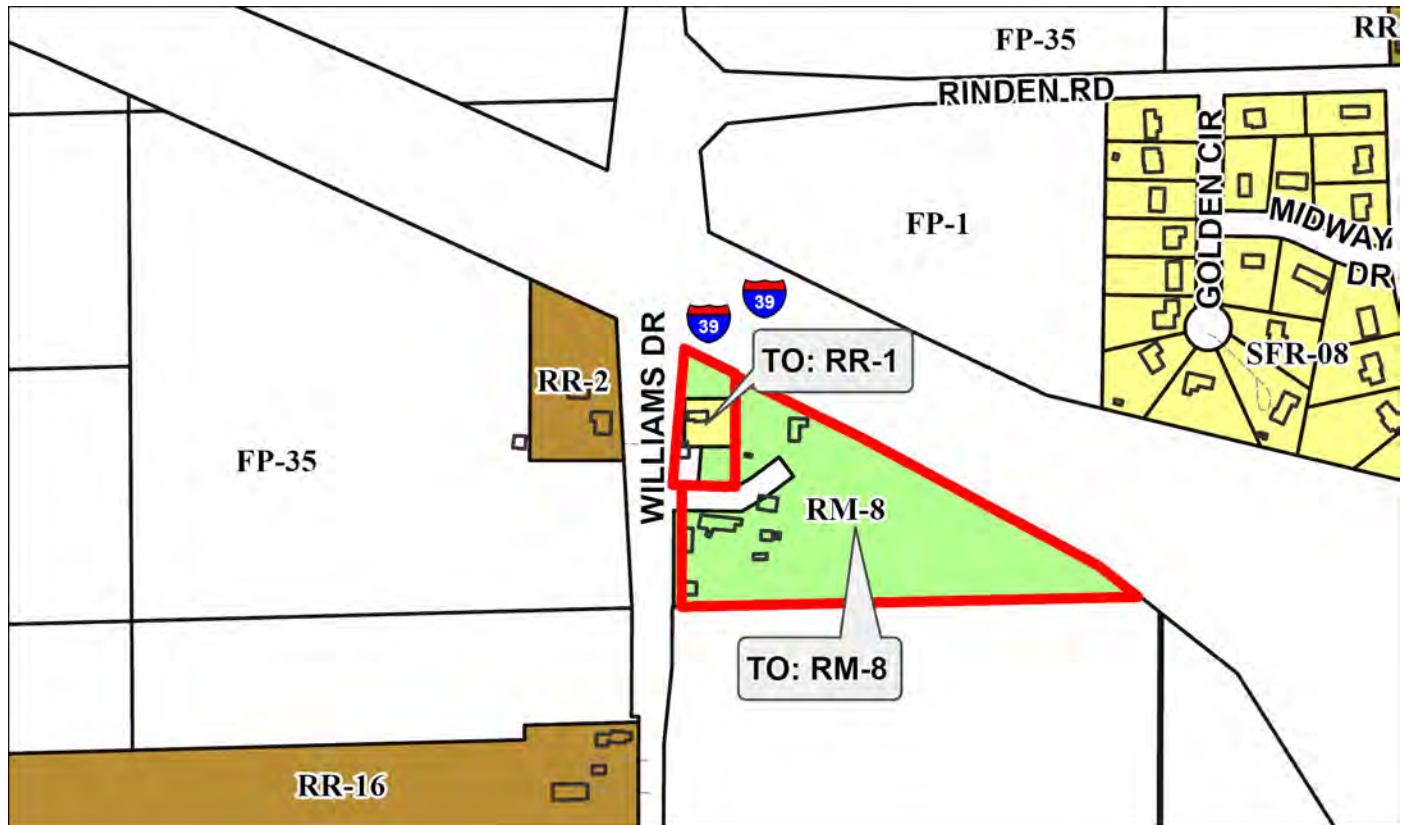 FP-35
RR
RINDEN RD
GOLDEN CIR
FP-1
MIDWAY
DR
39
39
WILLIAMS DR
TO: RR-1
SFR-08
RR-2
FP-35
RM-8
TO: RM-8
RR-16